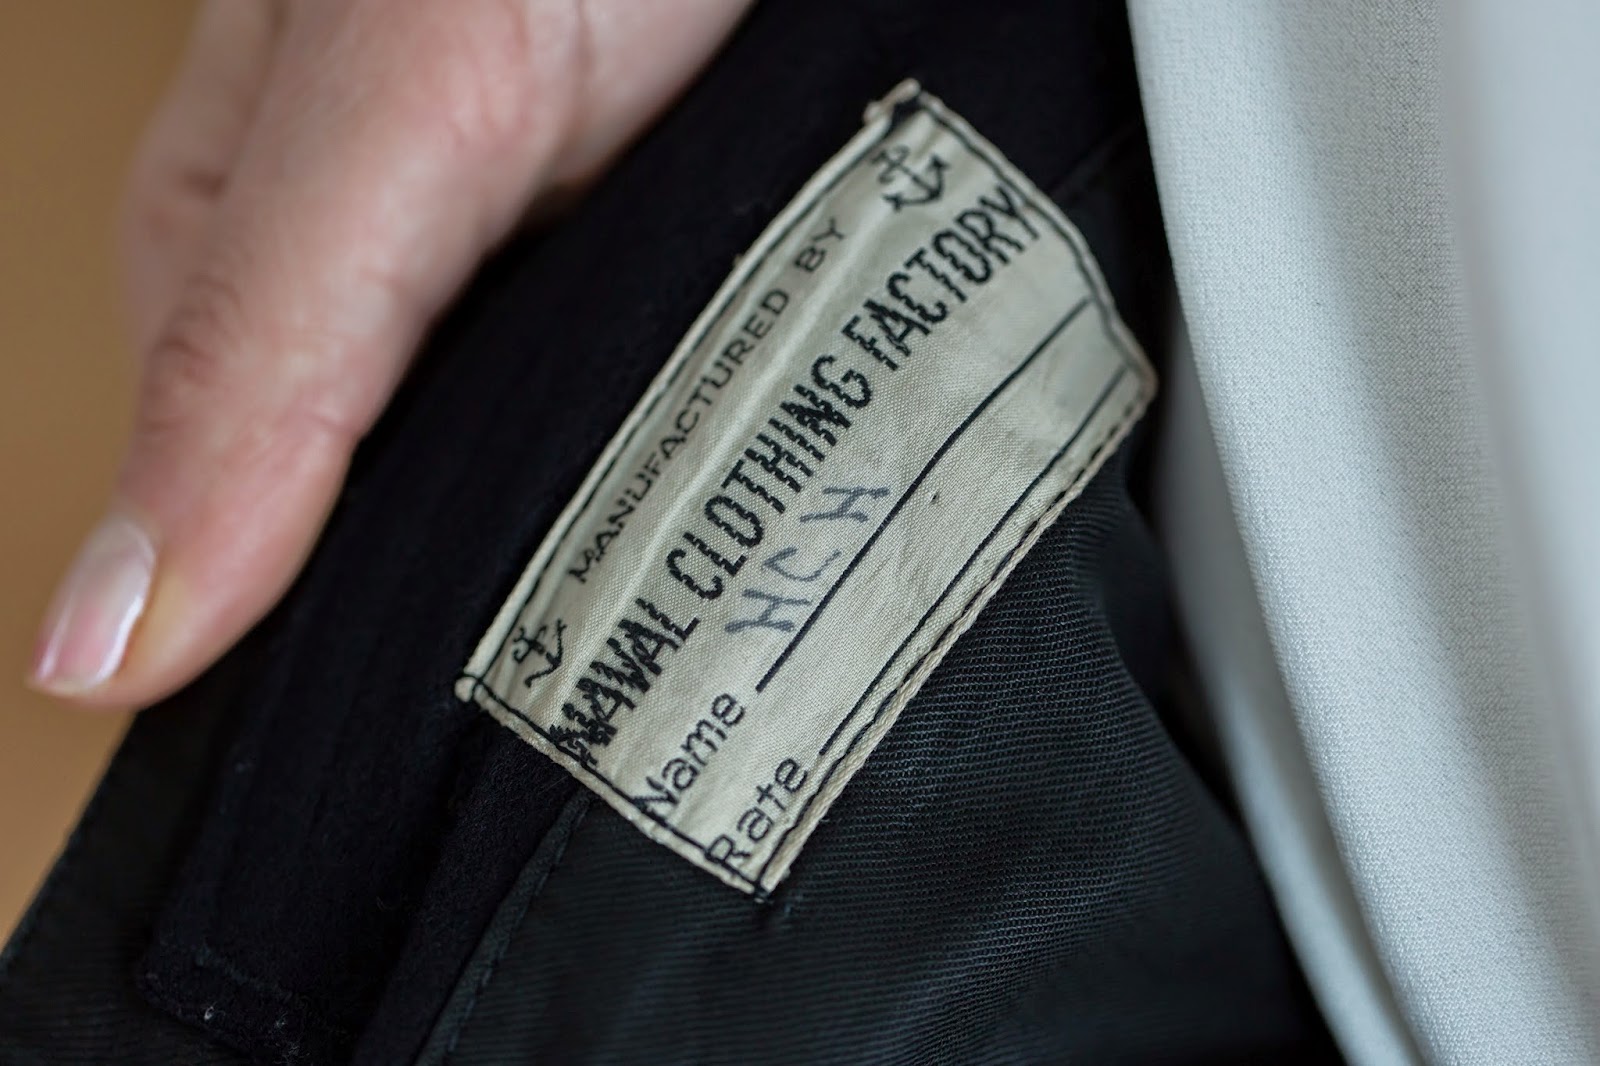 MANUFACTURED BY
NAVAL CLOTHING FACTORY
Name HCH
Rate